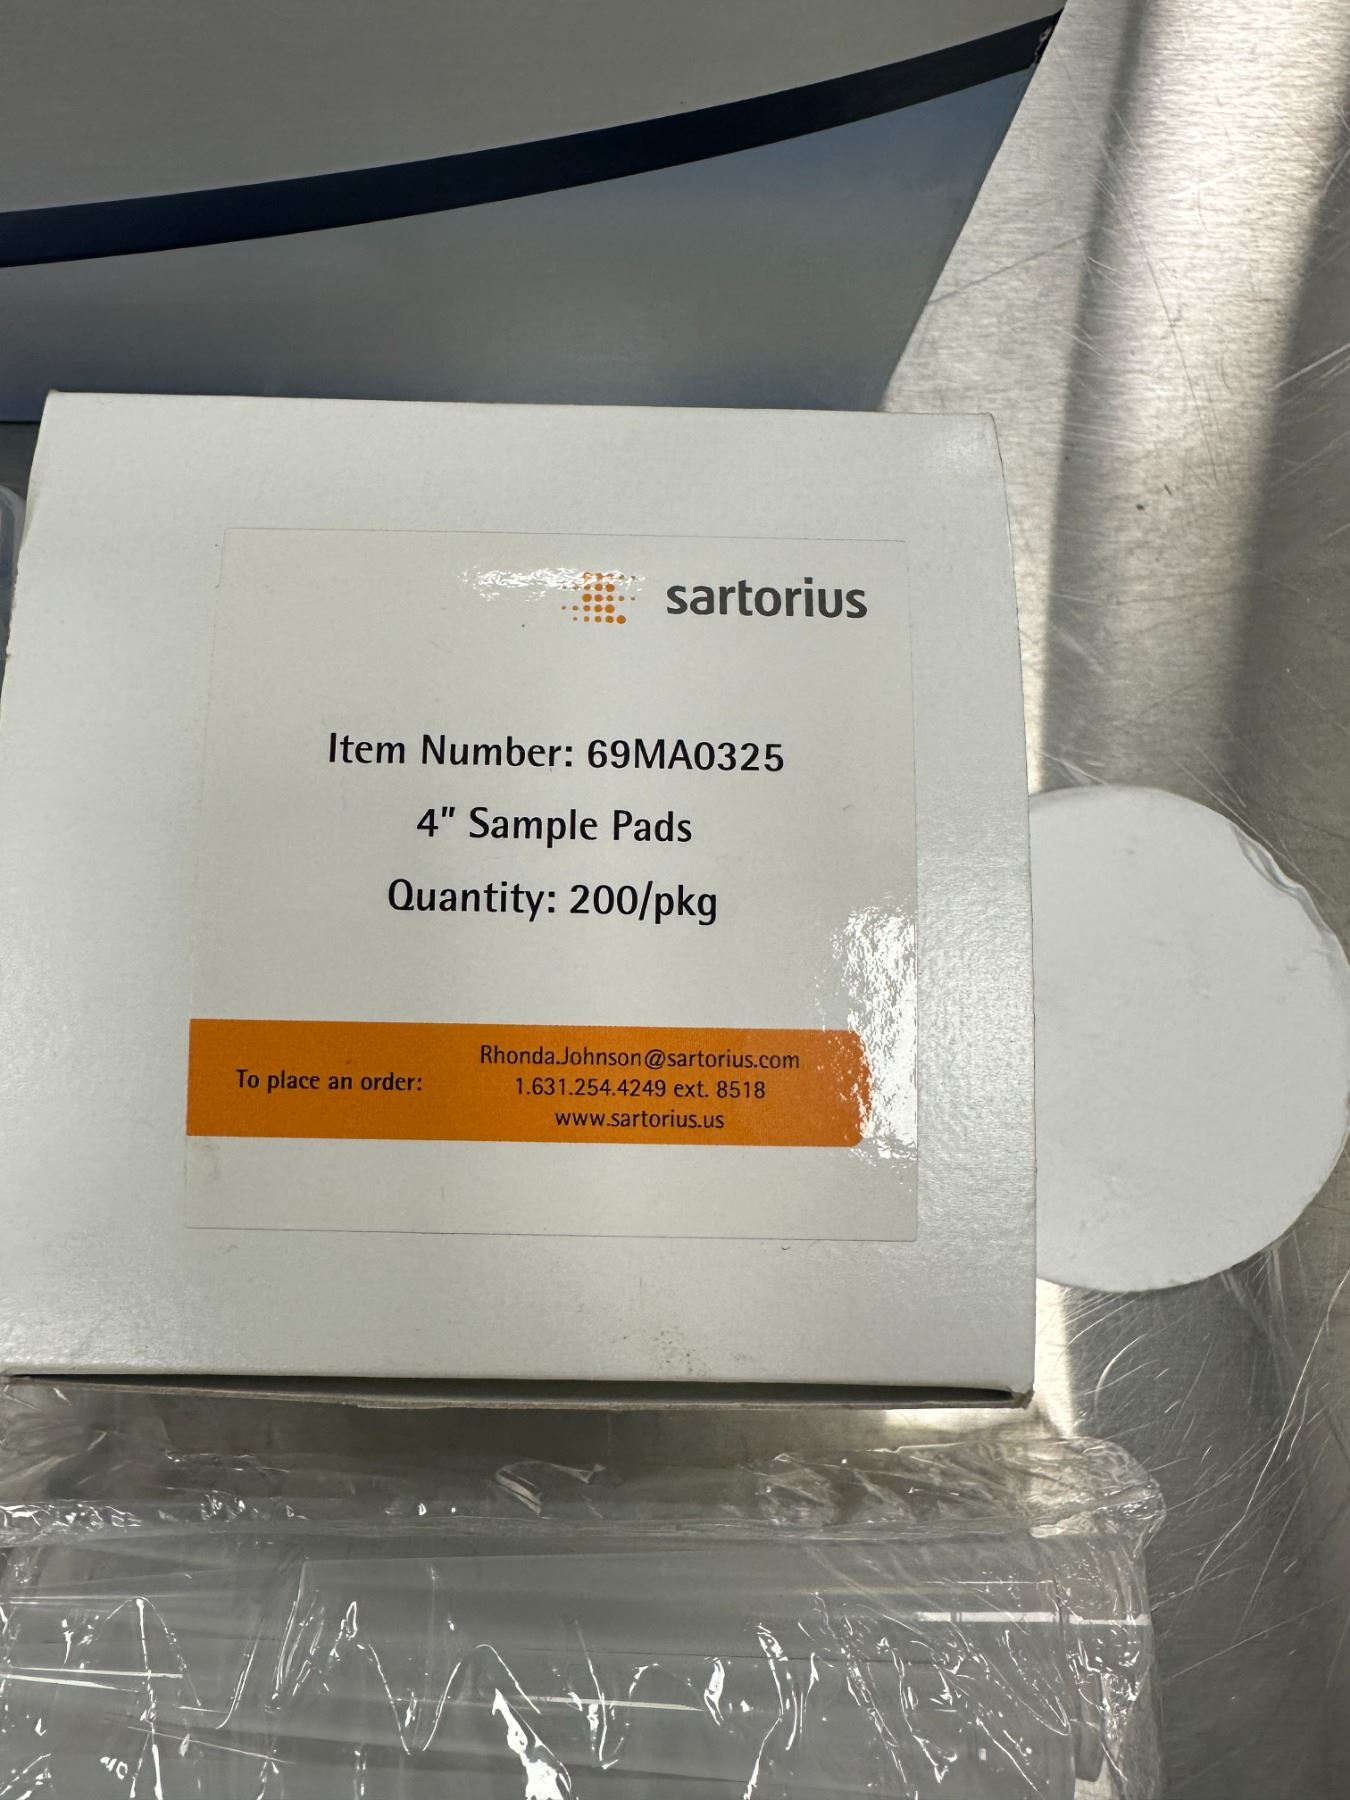 sartorius
Item Number: 69MA0325
4" Sample Pads
Quantity: 200/pkg
To place an order:
Rhonda.Johnson@sartorius.com
1.631.254.4249 ext. 8518
www.sartorius.us